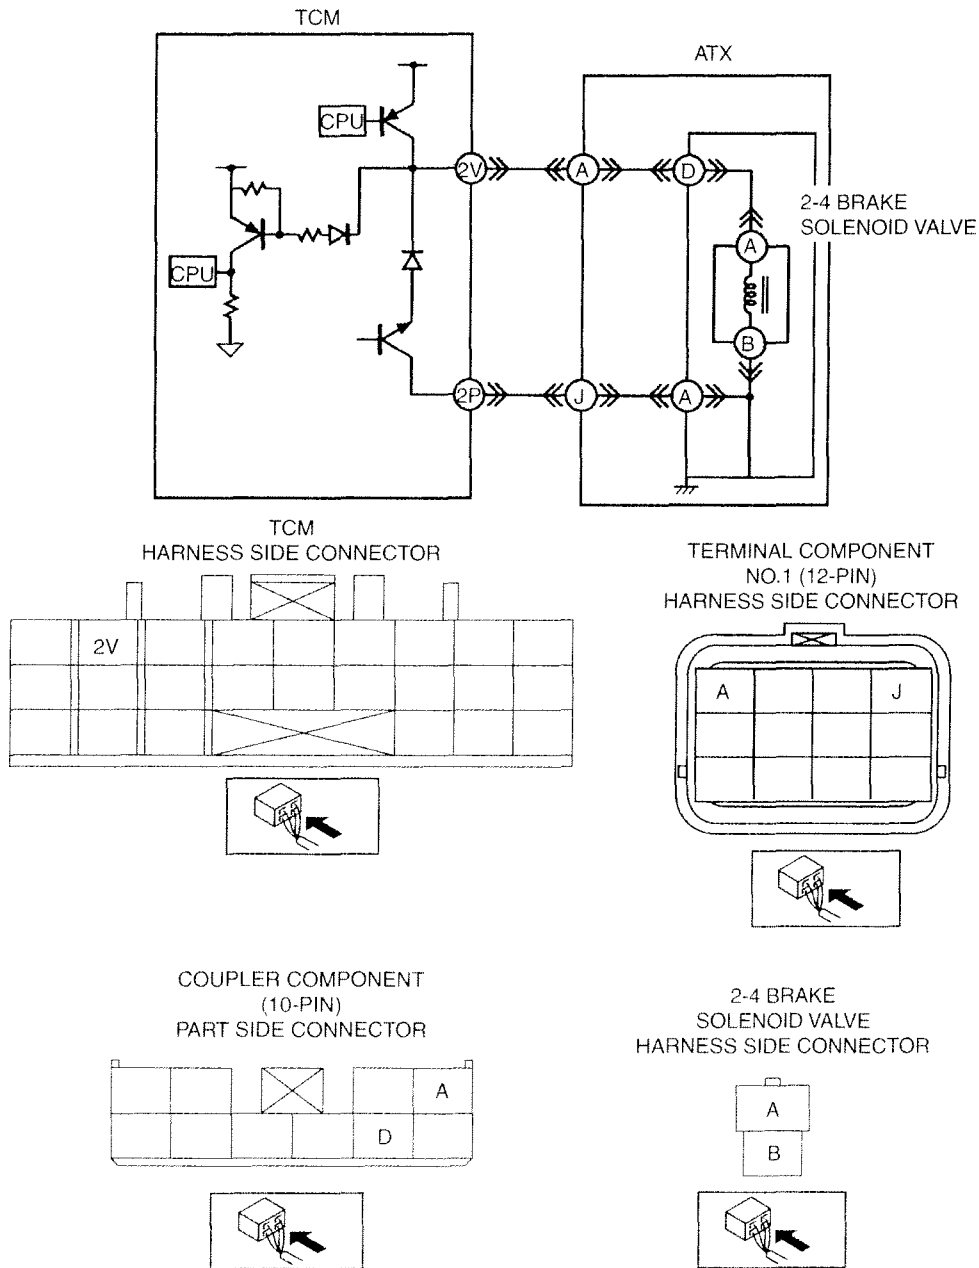 TCM
ATX
CPU
2V
A
D
2-4 BRAKE
SOLENOID VALVE
A
CPU
B
2P
J
A
TCM
HARNESS SIDE CONNECTOR
2V
TERMINAL COMPONENT
NO.1 (12-PIN)
HARNESS SIDE CONNECTOR
A
J
COUPLER COMPONENT
(10-PIN)
PART SIDE CONNECTOR
A
D
2-4 BRAKE
SOLENOID VALVE
HARNESS SIDE CONNECTOR
A
B